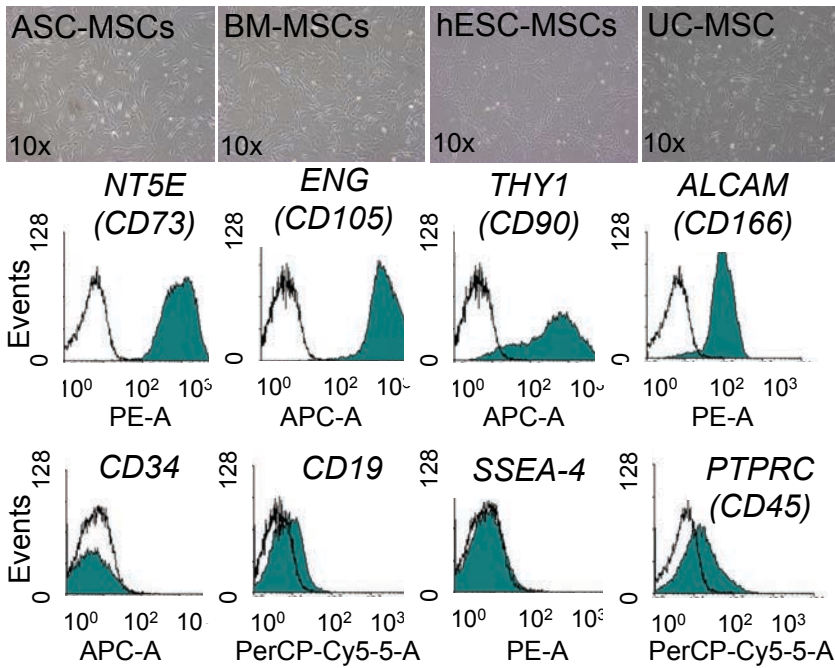 ASC-MSCs BM-MSCs hESC-MSCs UC-MSC
10x 10x 10x 10x
NT5E ENG THY1 ALCAM
(CD73) (CD105) (CD90) (CD166)
128 128 128 128
Events
0 0 0 0
10⁰ 10² 10³ 10⁰ 10² 10⁰ 10² 10⁰ 10² 10³
PE-A APC-A APC-A PE-A
CD34 CD19 SSEA-4 PTPRC
(CD45)
128 128 128 128
Events
0 0 0 0
10⁰ 10² 10 10⁰ 10² 10³ 10⁰ 10² 10³ 10⁰ 10² 10³
APC-A PerCP-Cy5-5-A PE-A PerCP-Cy5-5-A